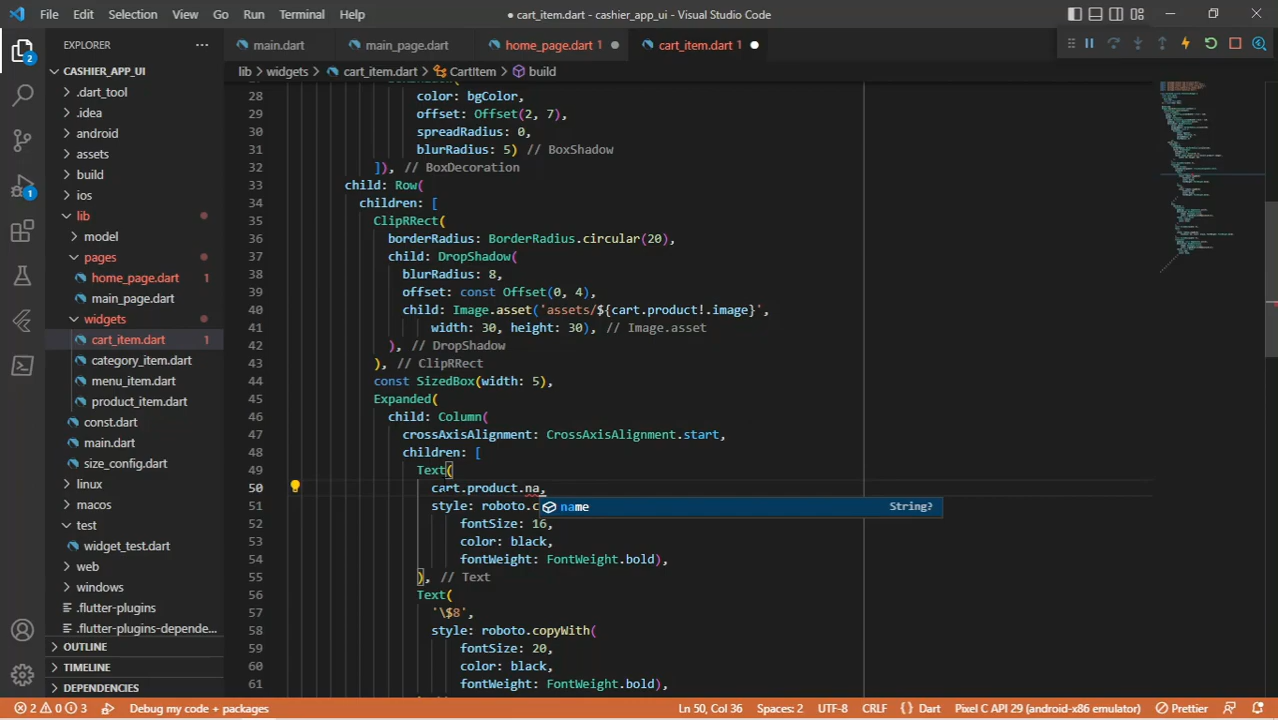 File Edit Selection View Go Run Terminal Help
● cart_item.dart - cashier_app_ui - Visual Studio Code
EXPLORER
main.dart
main_page.dart
home_page.dart 1
cart_item.dart 1
CASHIER_APP_UI
lib > widgets > cart_item.dart > CartItem > build
2
.dart_tool
.idea
android
assets
build
ios
lib
model
pages
home_page.dart 1
main_page.dart
widgets
cart_item.dart 1
category_item.dart
menu_item.dart
product_item.dart
const.dart
main.dart
size_config.dart
linux
macos
test
widget_test.dart
web
windows
.flutter-plugins
.flutter-plugins-depende...
OUTLINE
TIMELINE
DEPENDENCIES
1
28 color: bgColor,
29 offset: Offset(2, 7),
30 spreadRadius: 0,
31 blurRadius: 5) // BoxShadow
32 ]), // BoxDecoration
33 child: Row(
34 children: [
35 ClipRRect(
36 borderRadius: BorderRadius.circular(20),
37 child: DropShadow(
38 blurRadius: 8,
39 offset: const Offset(0, 4),
40 child: Image.asset('assets/${cart.product!.image}',
41 width: 30, height: 30), // Image.asset
42 ), // DropShadow
43 ), // ClipRRect
44 const SizedBox(width: 5),
45 Expanded(
46 child: Column(
47 crossAxisAlignment: CrossAxisAlignment.start,
48 children: [
49 Text(
50 cart.product.na,
51 style: roboto.c
name String?
52 fontSize: 16,
53 color: black,
54 fontWeight: FontWeight.bold),
55 ), // Text
56 Text(
57 '\$8',
58 style: roboto.copyWith(
59 fontSize: 20,
60 color: black,
61 fontWeight: FontWeight.bold),
2 0 3 Debug my code + packages Ln 50, Col 36 Spaces: 2 UTF-8 CRLF {} Dart Pixel C API 29 (android-x86 emulator) Prettier